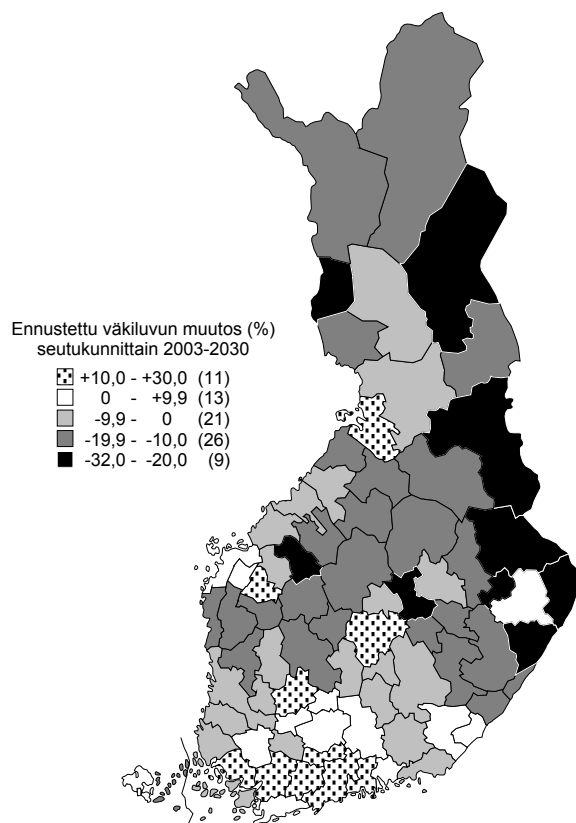 Ennustettu väkiluvun muutos (%)
seutukunnittain 2003-2030
+10,0 - +30,0 (11)
0 - +9,9 (13)
-9,9 - 0 (21)
-19,9 - -10,0 (26)
-32,0 - -20,0 (9)